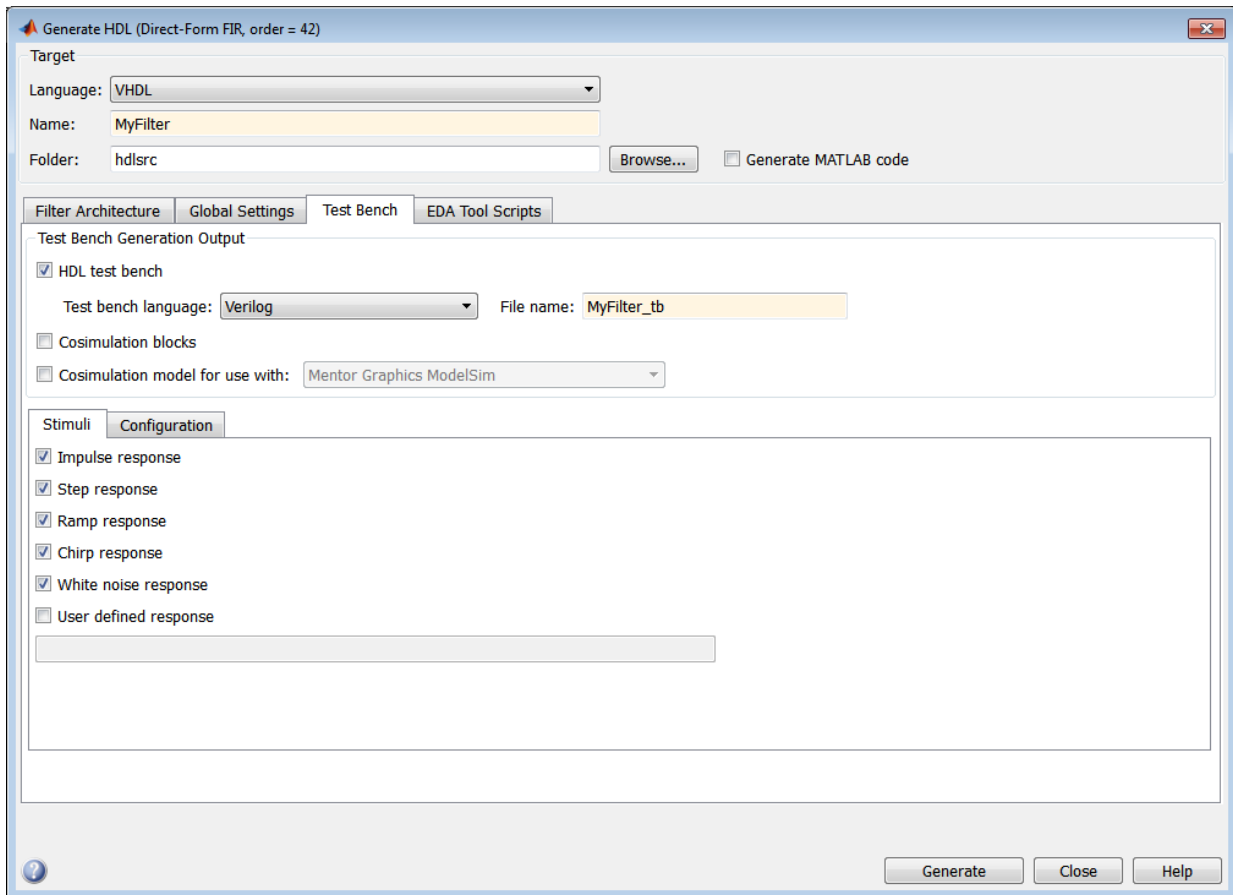 Generate HDL (Direct-Form FIR, order = 42)
Target
Language: VHDL
Name: MyFilter
Folder: hdlsrc Browse... Generate MATLAB code
Filter Architecture Global Settings Test Bench EDA Tool Scripts
Test Bench Generation Output
HDL test bench
Test bench language: Verilog File name: MyFilter_tb
Cosimulation blocks
Cosimulation model for use with: Mentor Graphics ModelSim
Stimuli Configuration
Impulse response
Step response
Ramp response
Chirp response
White noise response
User defined response
? Generate Close Help